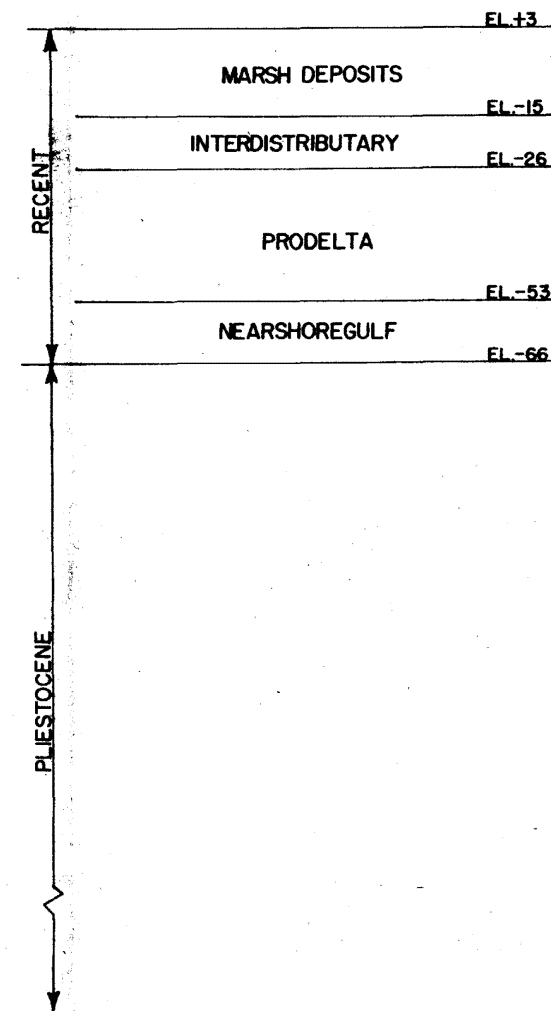 EL.+3
MARSH DEPOSITS
EL.-15
INTERDISTRIBUTARY
EL.-26
RECENT
PRODELTA
EL.-53
NEARSHOREGULF
EL.-66
PLIESTOCENE